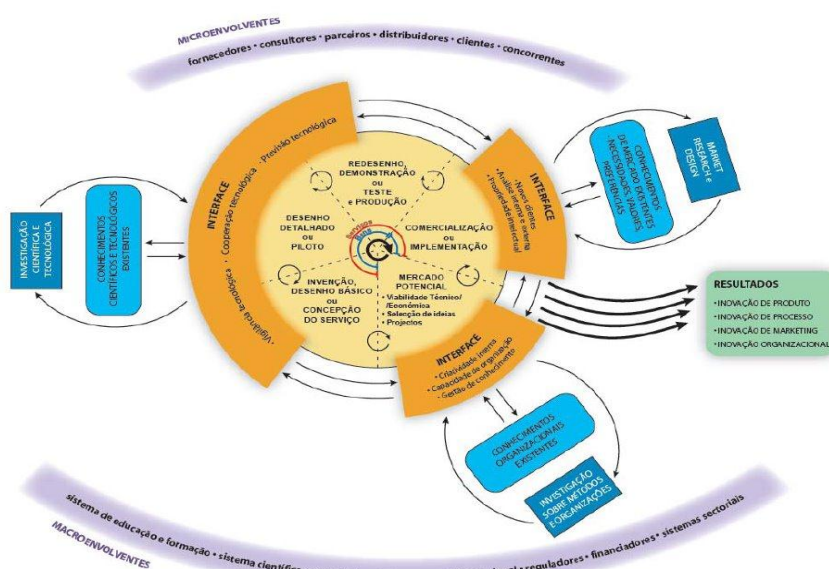 MICROENVOLVENTES
fornecedores • consultores • parceiros • distribuidores • clientes • concorrentes
INTERFACE
• Vigilância tecnológica • Cooperação tecnológica • Previsão tecnológica
REDESENHO,
DEMONSTRAÇÃO
ou
TESTE
e PRODUÇÃO
DESENHO
DETALHADO ou
PILOTO
COMERCIALIZAÇÃO
ou
IMPLEMENTAÇÃO
INVENÇÃO,
DESENHO BÁSICO
ou
CONCEPÇÃO
DO SERVIÇO
MERCADO
POTENCIAL
• Viabilidade Técnico/
/Económica
• Selecção de ideias
• Projectos
INTERFACE
• Novos clientes
• Análise interna e externa
• Propriedade intelectual
INTERFACE
• Criatividade interna
• Capacidade de organização
• Gestão de conhecimento
INVESTIGAÇÃO
CIENTÍFICA E
TECNOLÓGICA
CONHECIMENTOS
CIENTÍFICOS E TECNOLÓGICOS
EXISTENTES
CONHECIMENTOS
DE MERCADO EXISTENTES
- NECESSIDADES VALORES
PREFERENTIAS
MARKET
RESEARCH e
DESIGN
RESULTADOS
• INOVAÇÃO DE PRODUTO
• INOVAÇÃO DE PROCESSO
• INOVAÇÃO DE MARKETING
• INOVAÇÃO ORGANIZACIONAL
CONHECIMENTOS
ORGANIZACIONAIS
EXISTENTES
INVESTIGAÇÃO
SOBRE MÉTODOS
E ORGANIZAÇÕES
sistema de educação e formação • sistema científic
• reguladores • financiadores • sistemas sectoriais
MACROENVOLVENTES